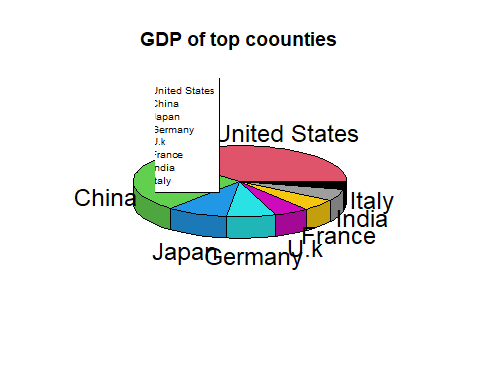 GDP of top coounties
United States
China
Japan
Germany
U.k
France
India
Italy
United States
China
Japan
Germany
U.k
France
India
Italy